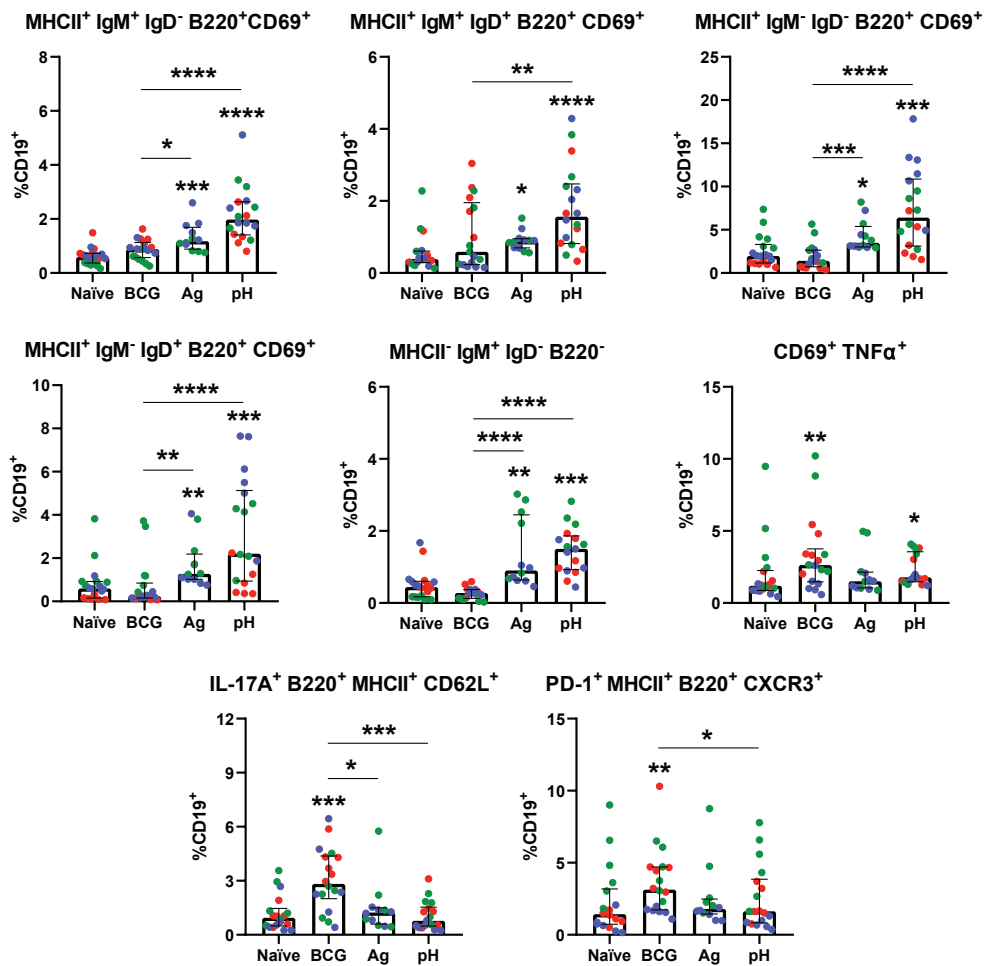 MHCII⁺ IgM⁺ IgD⁻ B220⁺CD69⁺
%CD19⁺
8
6
4
2
0
****
*
***
****
Naïve BCG Ag pH
MHCII⁺ IgM⁺ IgD⁺ B220⁺ CD69⁺
%CD19⁺
6
4
2
0
**
*
****
Naïve BCG Ag pH
MHCII⁺ IgM⁻ IgD⁻ B220⁺ CD69⁺
%CD19⁺
25
20
15
10
5
0
****
***
*
***
Naïve BCG Ag pH
MHCII⁺ IgM⁻ IgD⁺ B220⁺ CD69⁺
%CD19⁺
10
8
6
4
2
0
****
**
**
***
Naïve BCG Ag pH
MHCII⁻ IgM⁺ IgD⁻ B220⁻
%CD19⁺
6
4
2
0
****
****
**
***
Naïve BCG Ag pH
CD69⁺ TNFα⁺
%CD19⁺
15
10
5
0
**
*
Naïve BCG Ag pH
IL-17A⁺ B220⁺ MHCII⁺ CD62L⁺
%CD19⁺
12
9
6
3
0
***
*
***
Naïve BCG Ag pH
PD-1⁺ MHCII⁺ B220⁺ CXCR3⁺
%CD19⁺
15
10
5
0
*
**
Naïve BCG Ag pH